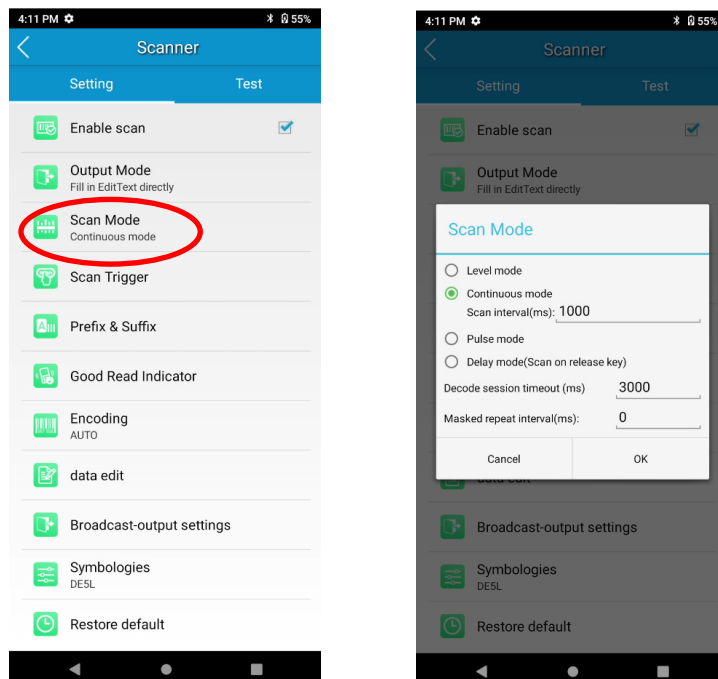 4:11 PM
55%
Scanner
Setting
Test
Enable scan
Output Mode
Fill in EditText directly
Scan Mode
Continuous mode
Scan Trigger
Prefix & Suffix
Good Read Indicator
Encoding
AUTO
data edit
Broadcast-output settings
Symbologies
DE5L
Restore default
4:11 PM
55%
Scanner
Setting
Test
Enable scan
Output Mode
Fill in EditText directly
Scan Mode
Level mode
Continuous mode
Scan interval(ms): 1000
Pulse mode
Delay mode(Scan on release key)
Decode session timeout (ms) 3000
Masked repeat interval(ms): 0
Cancel
OK
data edit
Broadcast-output settings
Symbologies
DE5L
Restore default